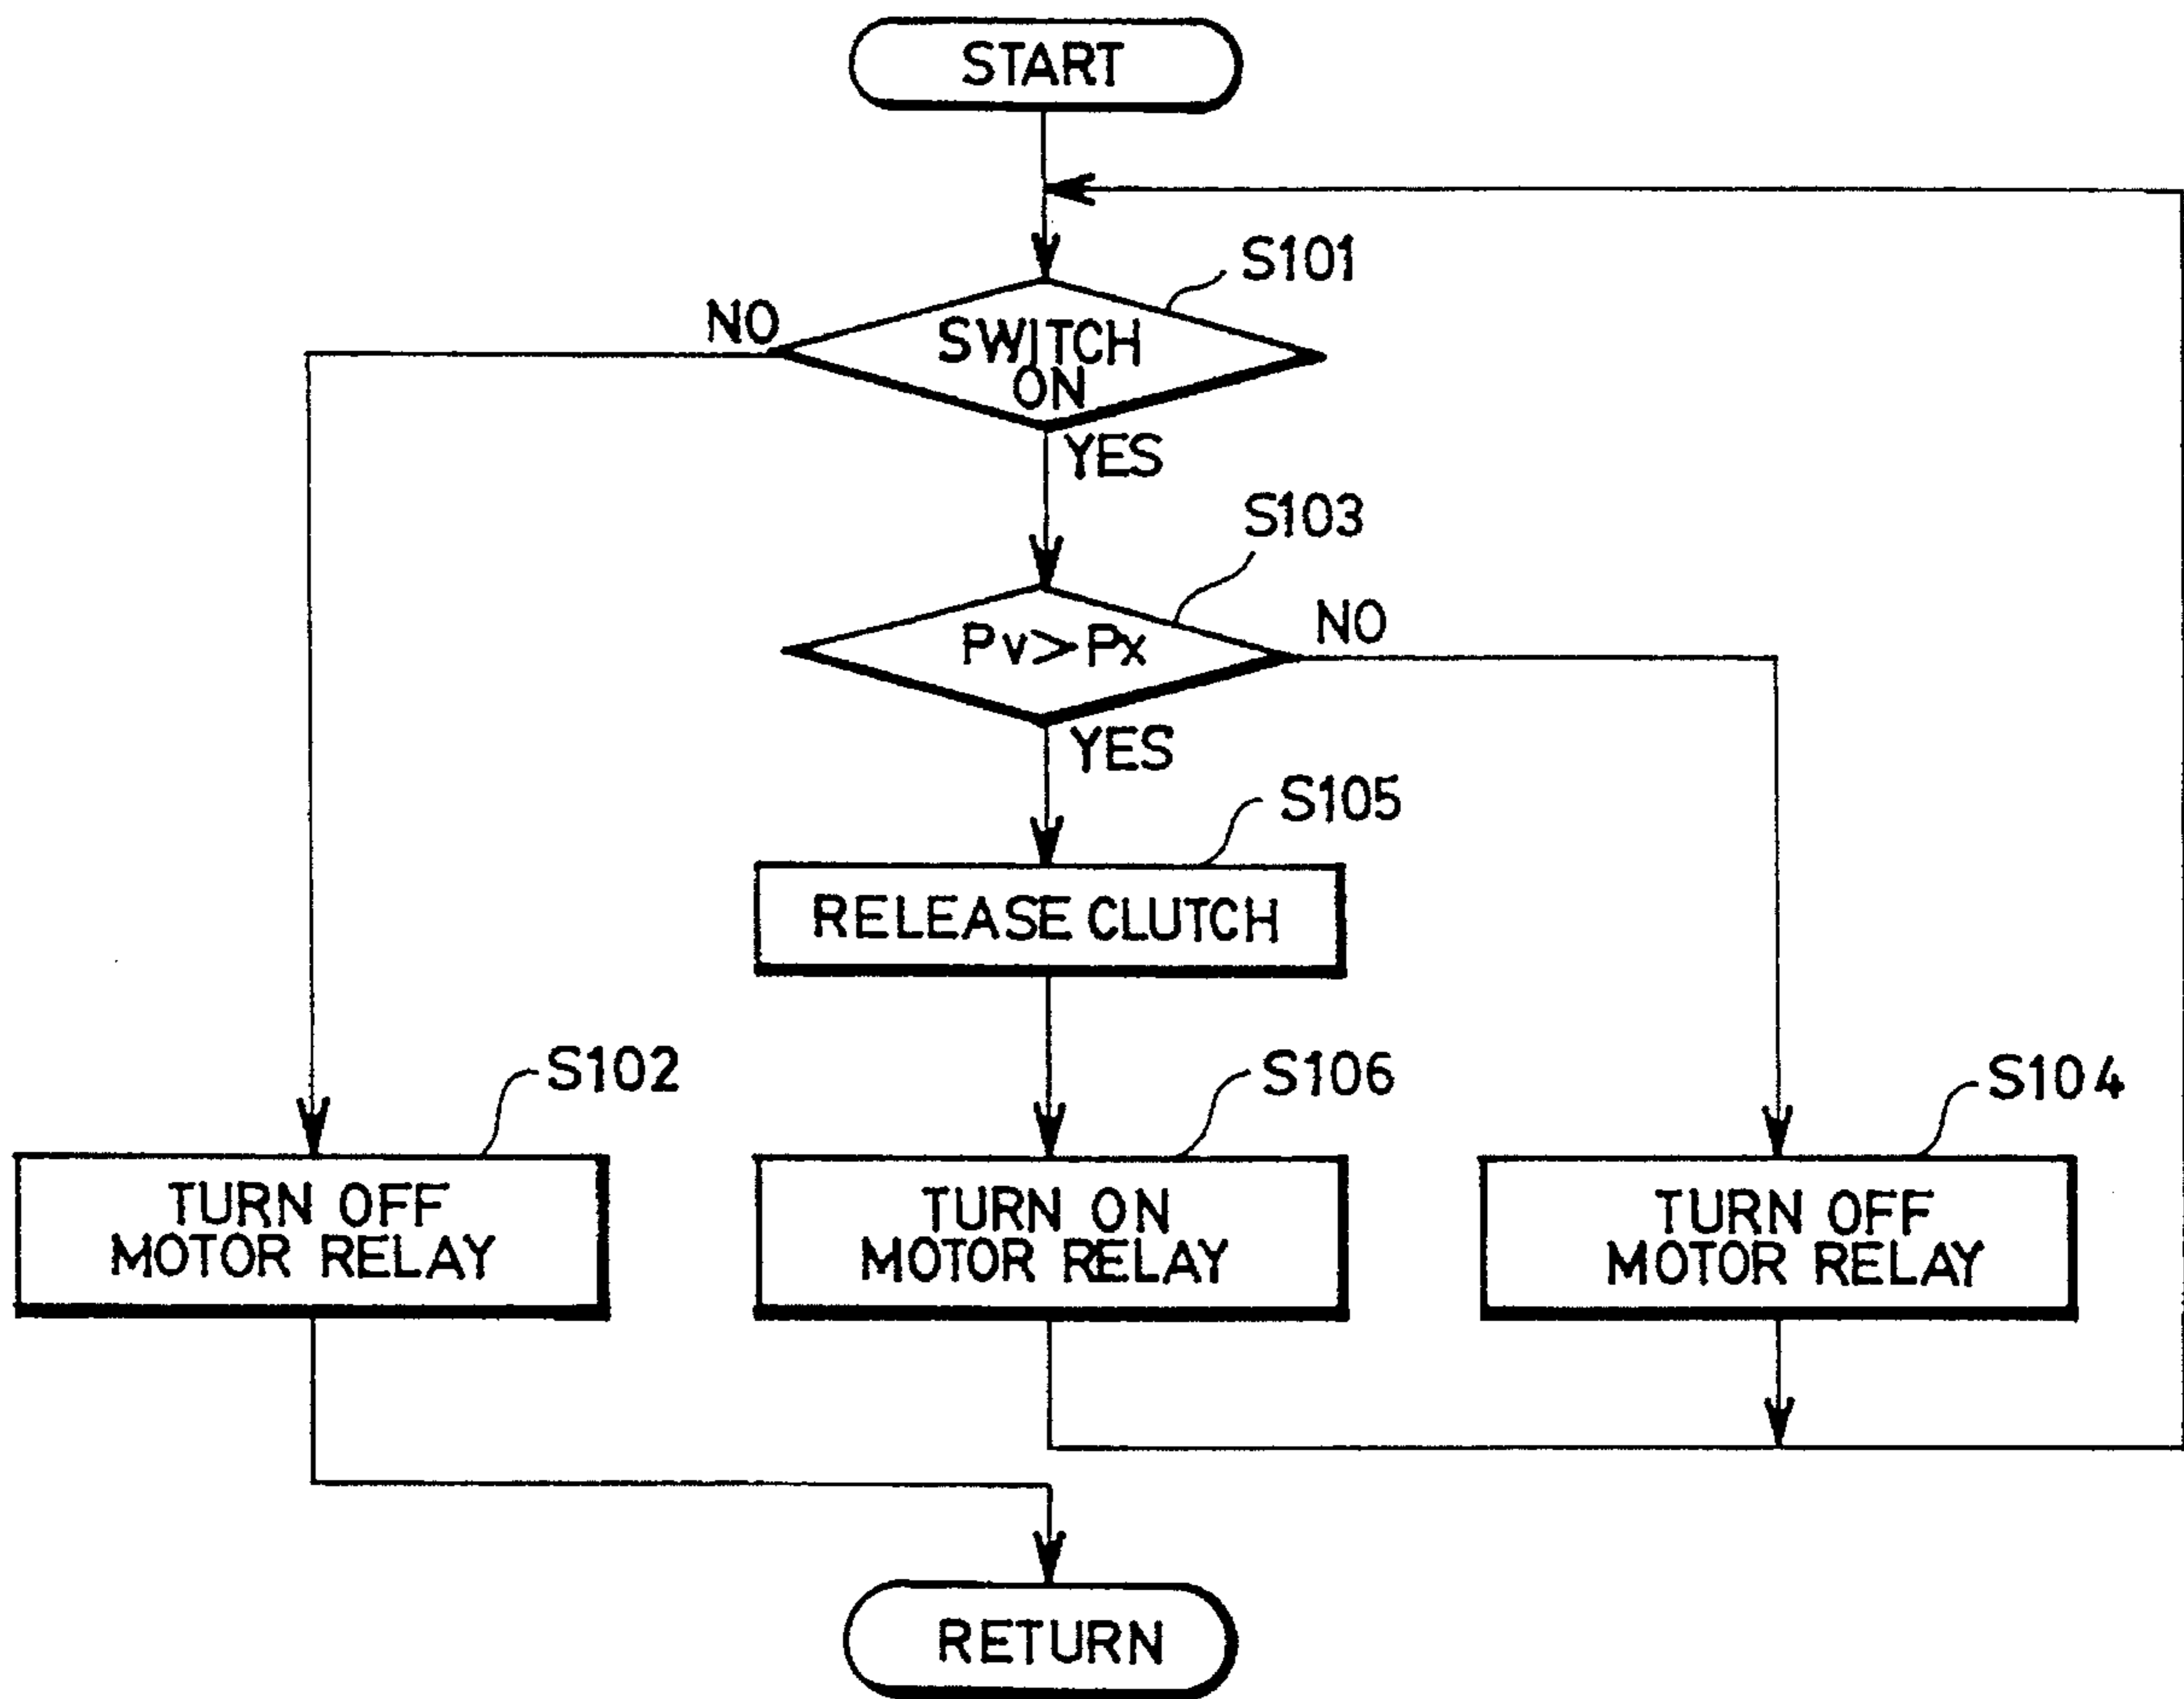 START
S101
NO
SWITCH
ON
YES
S103
Pv>Px
NO
YES
S105
RELEASE CLUTCH
S102
S106
S104
TURN OFF
MOTOR RELAY
TURN ON
MOTOR RELAY
TURN OFF
MOTOR RELAY
RETURN